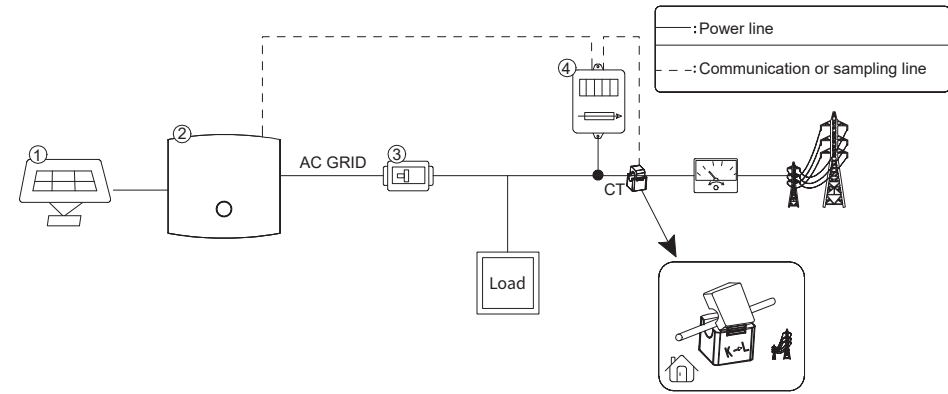 :Power line
:Communication or sampling line
①
②
③
④
AC GRID
CT
Load
K→L